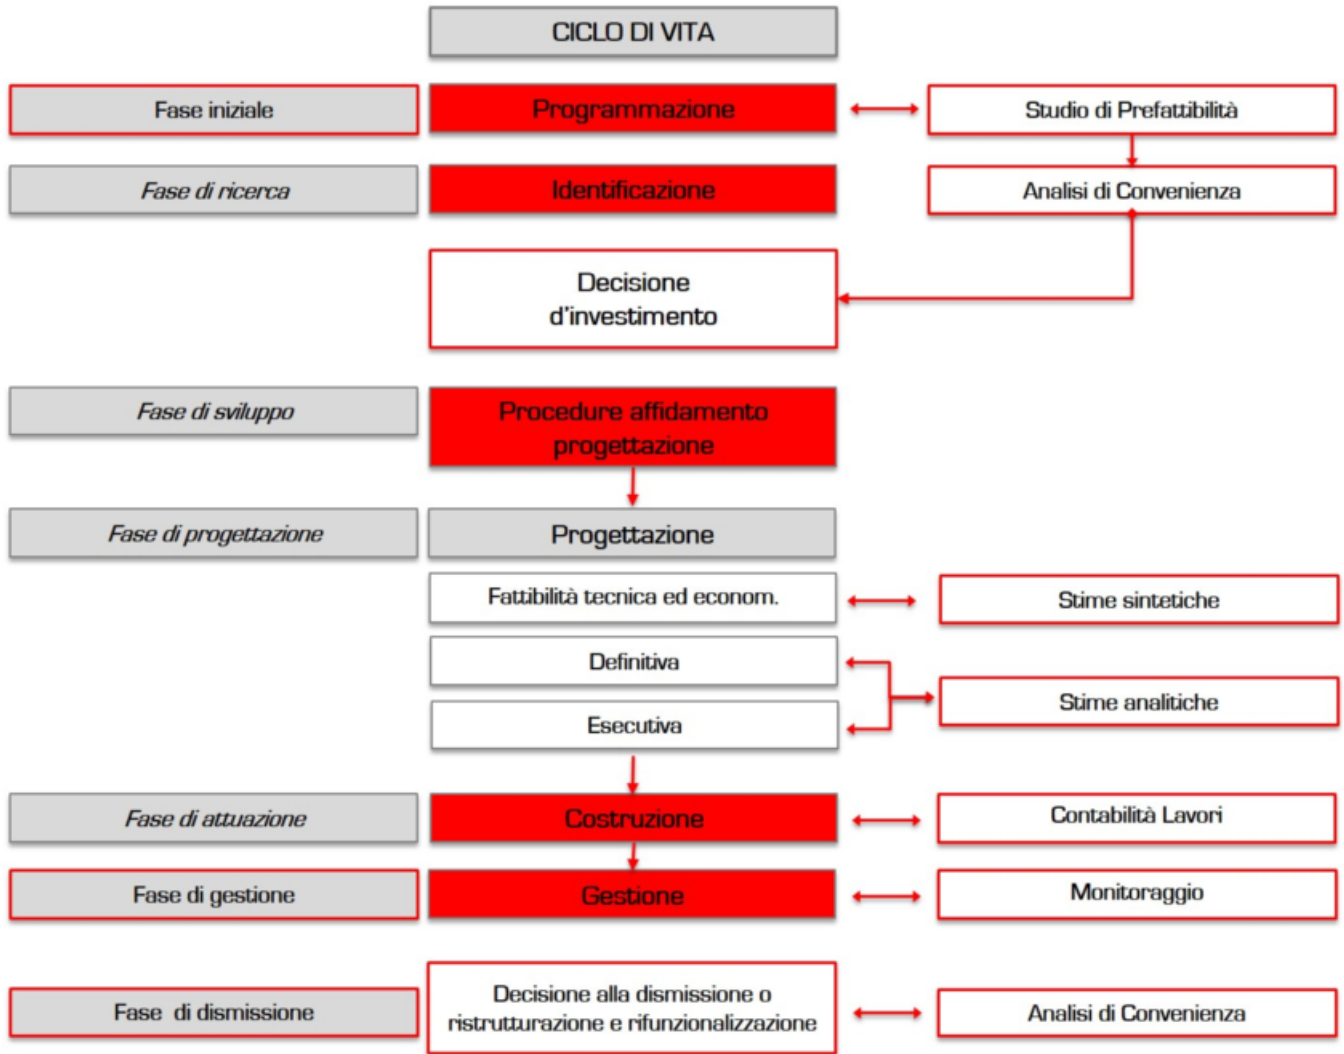 CICLO DI VITA
Fase iniziale
Programmazione
Studio di Prefattibilità
Fase di ricerca
Identificazione
Analisi di Convenienza
Decisione
d'investimento
Fase di sviluppo
Procedure affidamento
progettazione
Fase di progettazione
Progettazione
Fattibilità tecnica ed econom.
Stime sintetiche
Definitiva
Stime analitiche
Esecutiva
Fase di attuazione
Costruzione
Contabilità Lavori
Fase di gestione
Gestione
Monitoraggio
Fase di dismissione
Decisione alla dismissione o
ristrutturazione e rifunzionalizzazione
Analisi di Convenienza